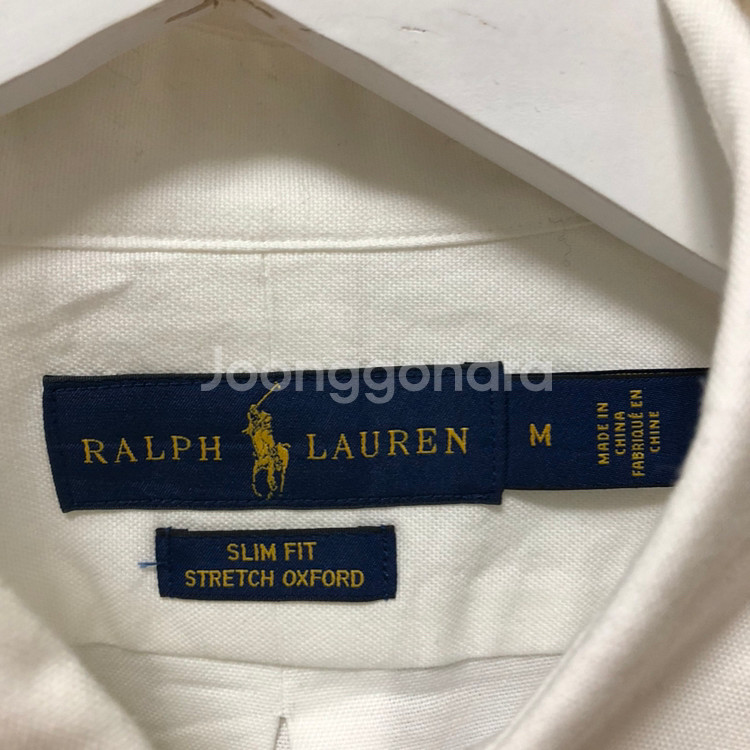 Joonggonara
RALPH LAUREN
M
MADE IN
CHINA
FABRIQUÉ EN
CHINE
SLIM FIT
STRETCH OXFORD